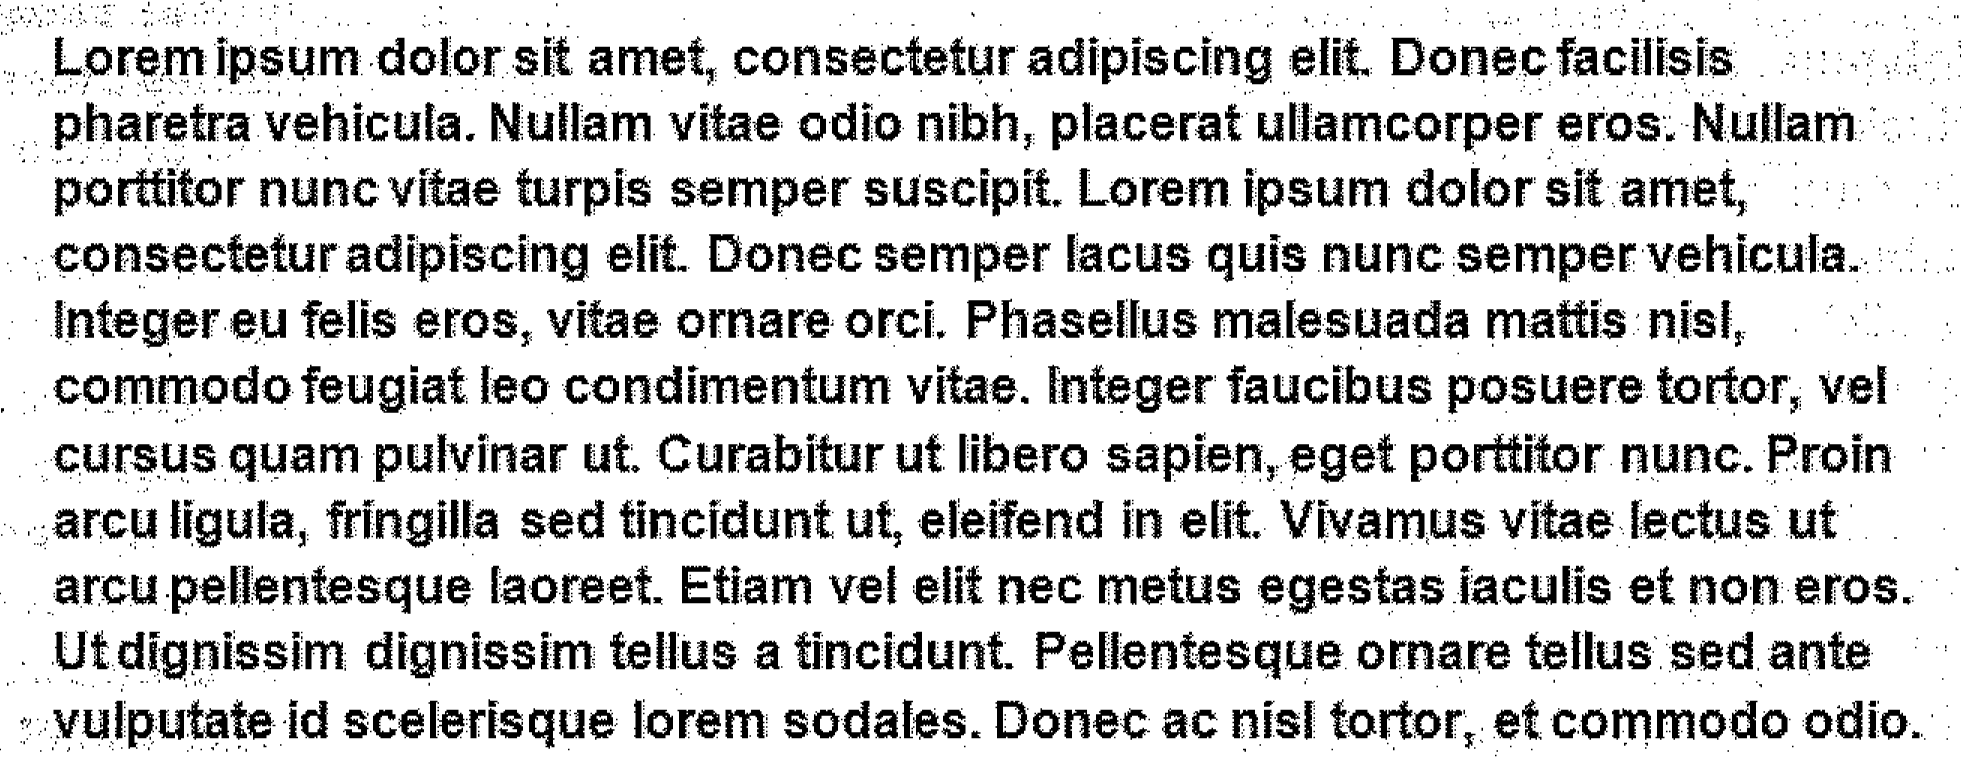 Lorem ipsum dolor sit amet, consectetur adipiscing elit. Donec facilisis
pharetra vehicula. Nullam vitae odio nibh, placerat ullamcorper eros. Nullam
porttitor nunc vitae turpis semper suscipit. Lorem ipsum dolor sit amet,
consectetur adipiscing elit. Donec semper lacus quis nunc semper vehicula.
Integer eu felis eros, vitae ornare orci. Phasellus malesuada mattis nisl,
commodo feugiat leo condimentum vitae. Integer faucibus posuere tortor, vel
cursus quam pulvinar ut. Curabitur ut libero sapien, eget porttitor nunc. Proin
arcu ligula, fringilla sed tincidunt ut, eleifend in elit. Vivamus vitae lectus ut
arcu pellentesque laoreet. Etiam vel elit nec metus egestas iaculis et non eros.
Ut dignissim dignissim tellus a tincidunt. Pellentesque ornare tellus sed ante
vulputate id scelerisque lorem sodales. Donec ac nisl tortor, et commodo odio.